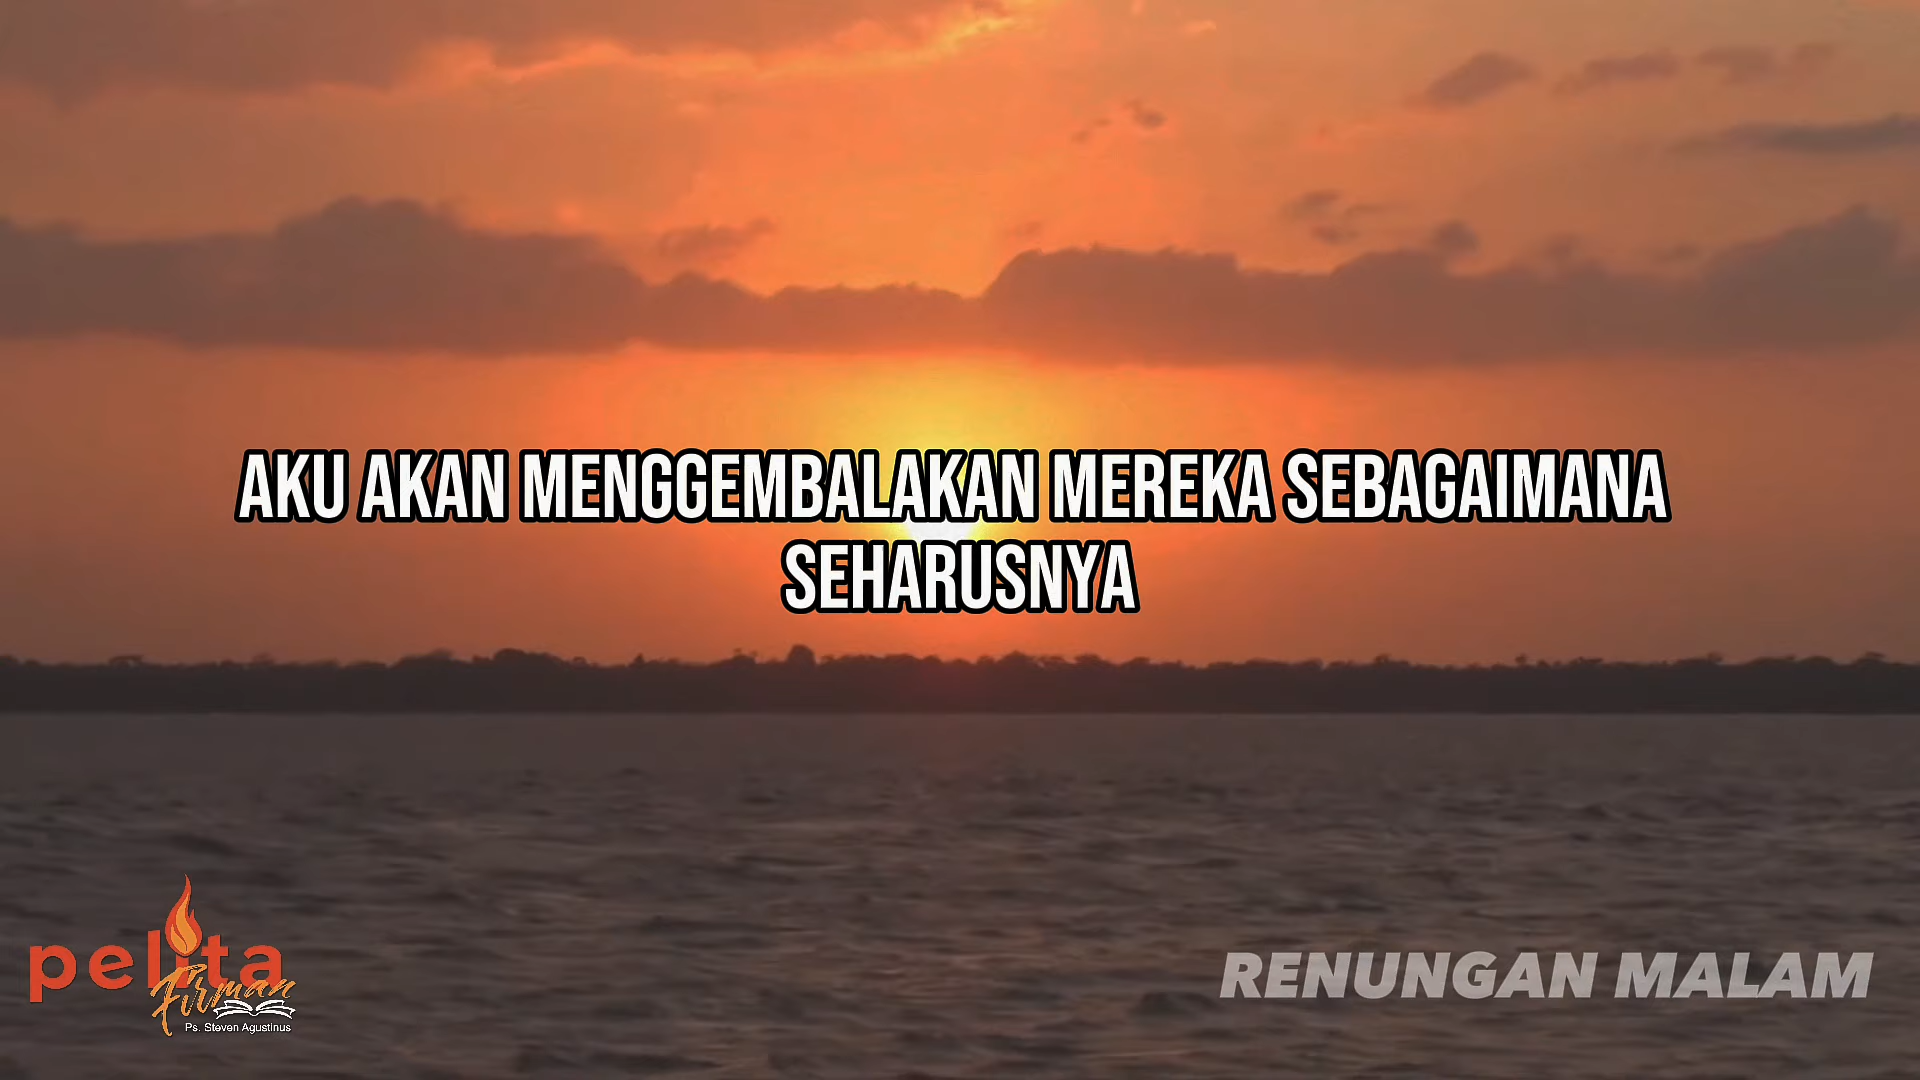 AKU AKAN MENGGEMBALAKAN MEREKA SEBAGAIMANA
SEHARUSNYA
pelita
Firman
Ps. Steven Agustinus
RENUNGAN MALAM